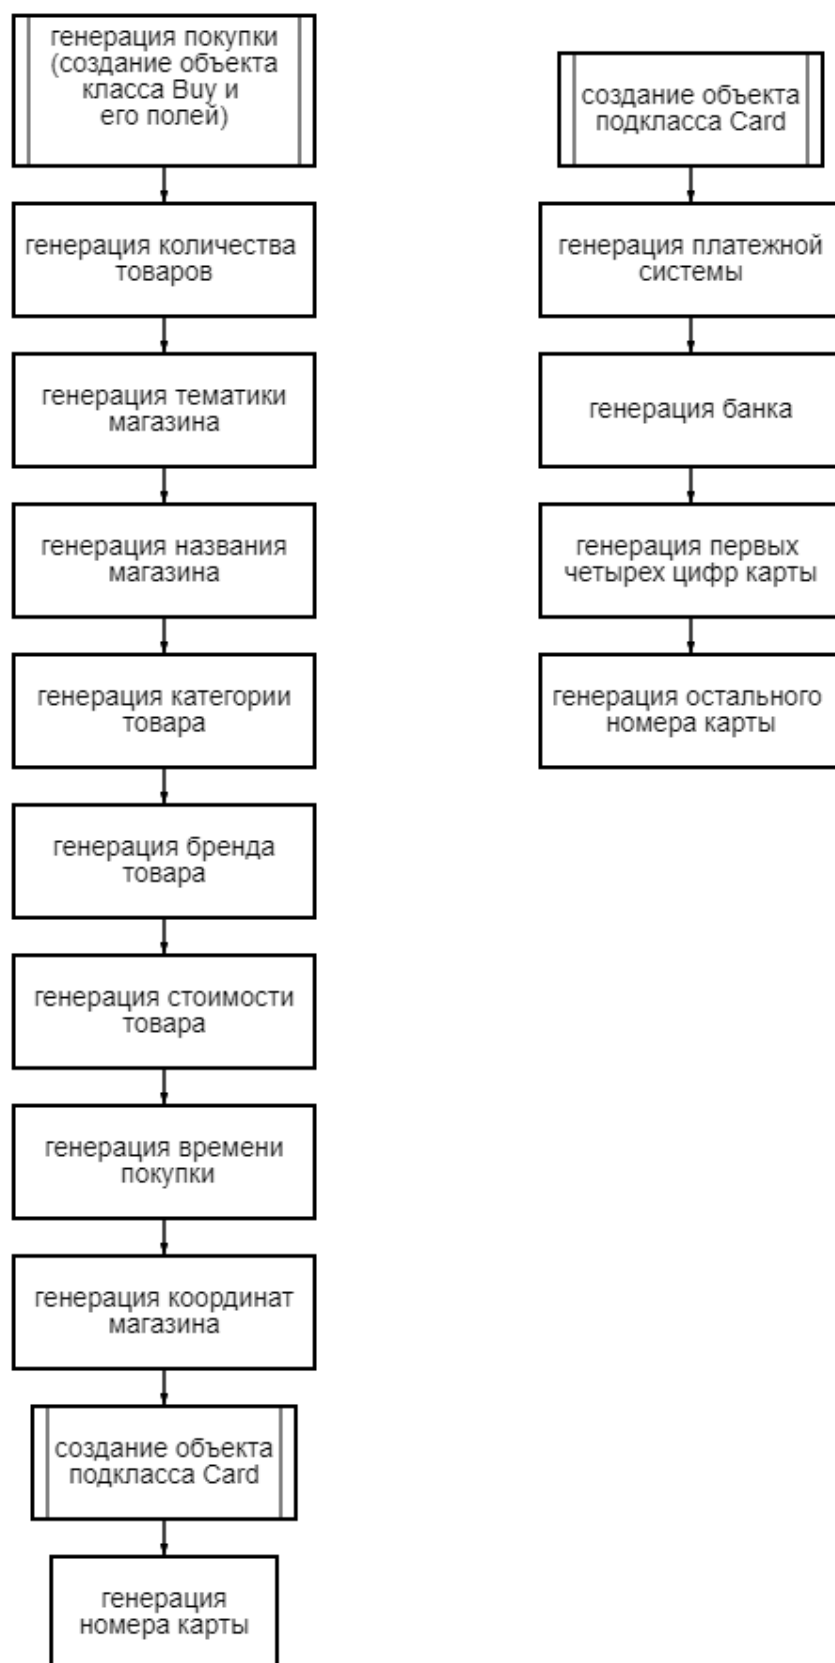 генерация покупки
(создание объекта
класса Buy и
его полей)
генерация количества
товаров
генерация тематики
магазина
генерация названия
магазина
генерация категории
товара
генерация бренда
товара
генерация стоимости
товара
генерация времени
покупки
генерация координат
магазина
создание объекта
подкласса Card
генерация
номера карты
создание объекта
подкласса Card
генерация платежной
системы
генерация банка
генерация первых
четырех цифр карты
генерация остального
номера карты